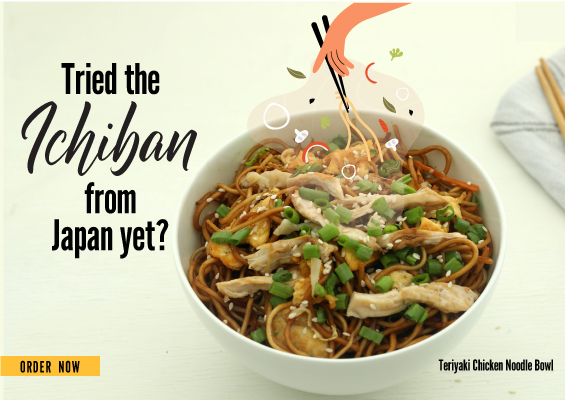 Tried the
Ichiban
from
Japan yet?
ORDER NOW
Teriyaki Chicken Noodle Bowl